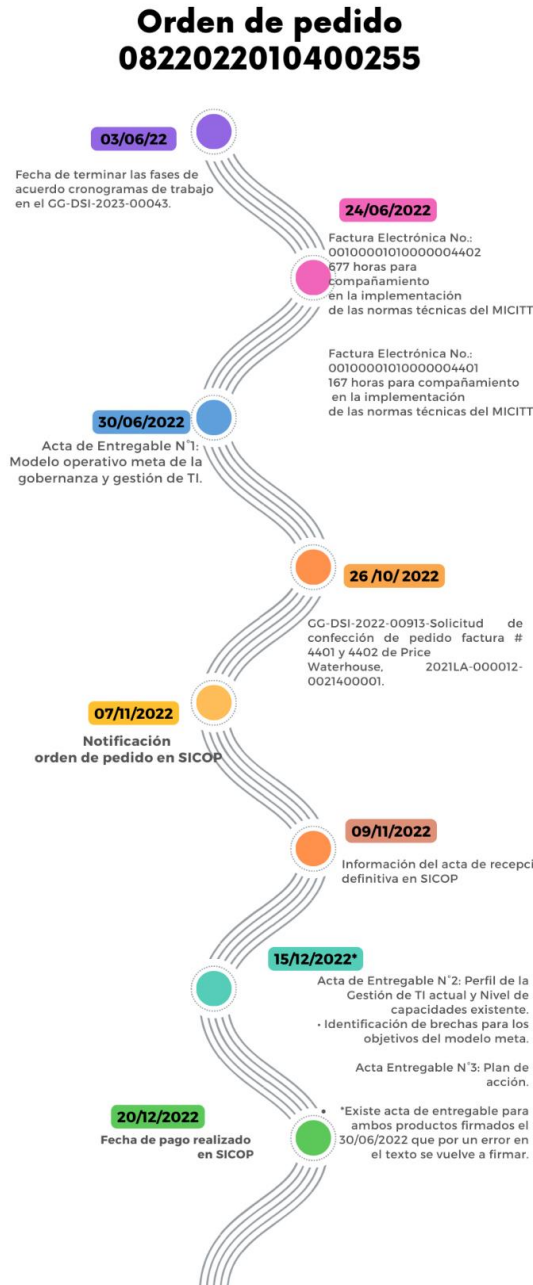 Orden de pedido
0822022010400255
03/06/22
Fecha de terminar las fases de
acuerdo cronogramas de trabajo
en el GG-DSI-2023-00043.
24/06/2022
Factura Electrónica No.:
00100001010000004402
677 horas para
compañamiento
en la implementación
de las normas técnicas del MICITT
Factura Electrónica No.:
00100001010000004401
167 horas para compañamiento
en la implementación
de las normas técnicas del MICITT
30/06/2022
Acta de Entregable N°1:
Modelo operativo meta de la
gobernanza y gestión de TI.
26 /10/ 2022
GG-DSI-2022-00913-Solicitud de
confección de pedido factura #
4401 y 4402 de Price
Waterhouse, 2021LA-000012-
0021400001.
07/11/2022
Notificación
orden de pedido en SICOP
09/11/2022
Información del acta de recepci
definitiva en SICOP
15/12/2022*
Acta de Entregable N°2: Perfil de la
Gestión de TI actual y Nivel de
capacidades existente.
• Identificación de brechas para los
objetivos del modelo meta.
Acta Entregable N°3: Plan de
acción.
• *Existe acta de entregable para
ambos productos firmados el
30/06/2022 que por un error en
el texto se vuelve a firmar.
20/12/2022
Fecha de pago realizado
en SICOP